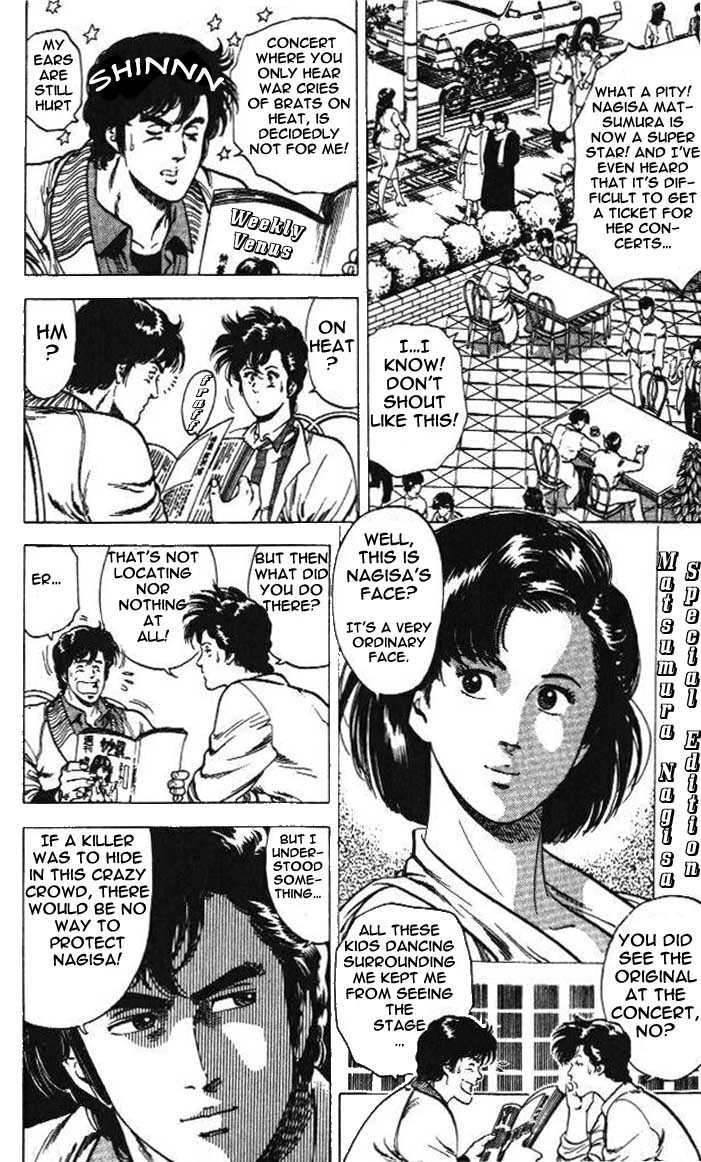 WHAT A PITY!
NAGISA MAT-
SUMURA IS
NOW A SUPER
STAR! AND I'VE
EVEN HEARD
THAT IT'S DIF-
FICULT TO GET
A TICKET FOR
HER CON-
CERTS...
I...I
KNOW!
DON'T
SHOUT
LIKE THIS!
CONCERT
WHERE YOU
ONLY HEAR
WAR CRIES
OF BRATS ON
HEAT, IS
DECIDEDLY
NOT FOR ME!
SHINNN
MY
EARS
ARE
STILL
HURT
Weekly
Venus
ON
HEAT
?
fraff
HM
?
Special Edition
Matsumura Nagisa
WELL,
THIS IS
NAGISA'S
FACE?
IT'S A VERY
ORDINARY
FACE.
YOU DID
SEE THE
ORIGINAL
AT THE
CONCERT,
NO?
ALL THESE
KIDS DANCING
SURROUNDING
ME KEPT ME
FROM SEEING
THE
STAGE
...
BUT THEN
WHAT DID
YOU DO
THERE?
THAT'S NOT
LOCATING
NOR
NOTHING
AT
ALL!
ER...
BUT I
UNDER-
STOOD
SOME-
THING...
IF A KILLER
WAS TO HIDE
IN THIS CRAZY
CROWD, THERE
WOULD BE NO
WAY TO
PROTECT
NAGISA!